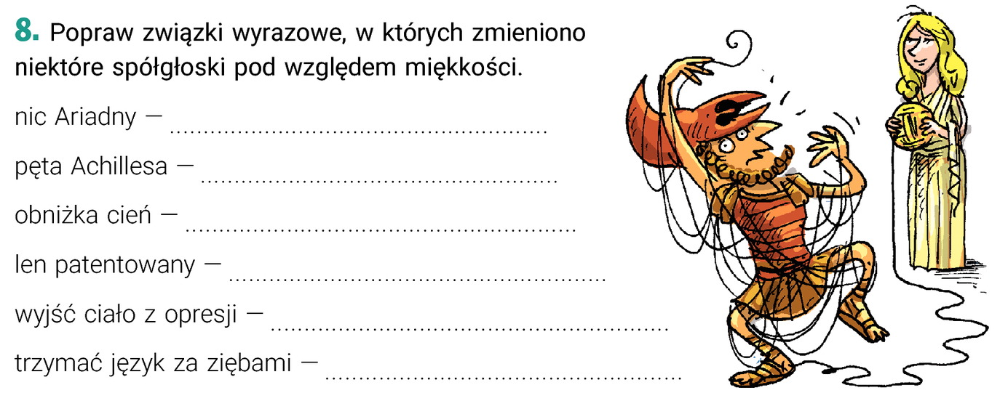 8. Popraw związki wyrazowe, w których zmieniono
niektóre spółgłoski pod względem miękkości.
nic Ariadny –
pęta Achillesa –
obniżka cień –
len patentowany –
wyjść ciało z opresji –
trzymać język za ziębami –